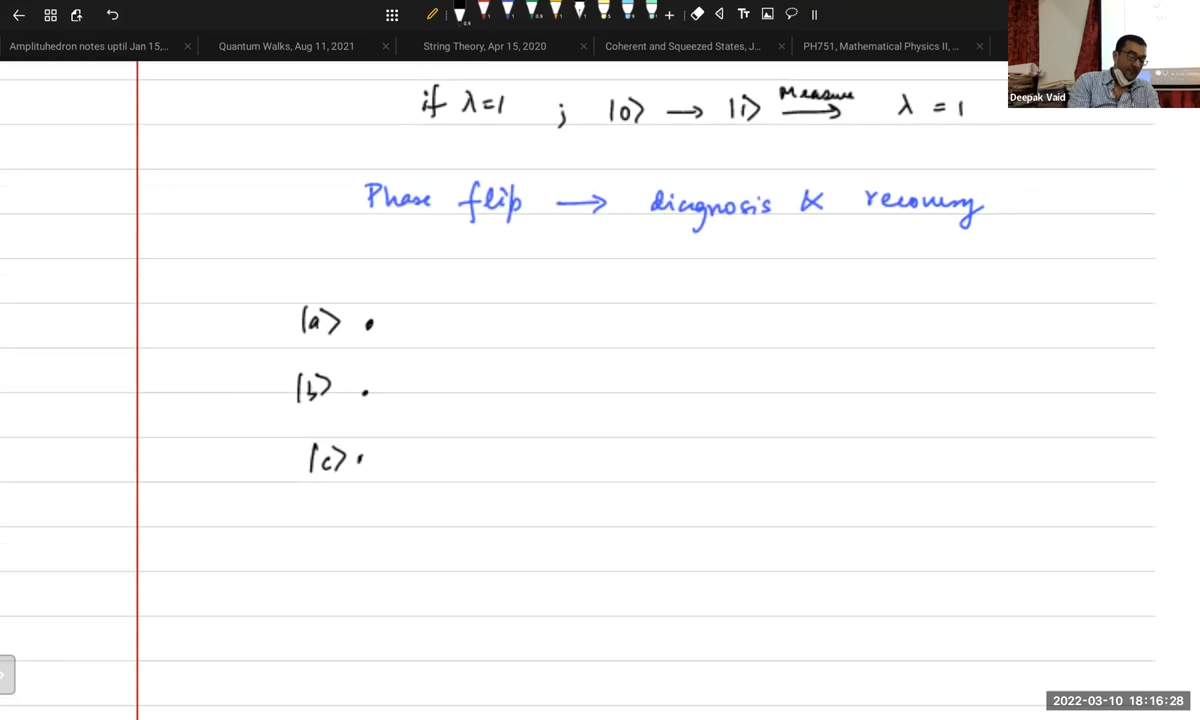 Tr
Amplituhedron notes uptil Jan 15,... × Quantum Walks, Aug 11, 2021 × String Theory, Apr 15, 2020 × Coherent and Squeezed States, J... × PH751, Mathematical Physics II, ... ×
Deepak Vaid
if λ = 1 ; |0⟩ → |1⟩ Measure → λ = 1
Phase flip → diagnosis & recovery
|a⟩ •
|b⟩ •
|c⟩ •
2022-03-10 18:16:28